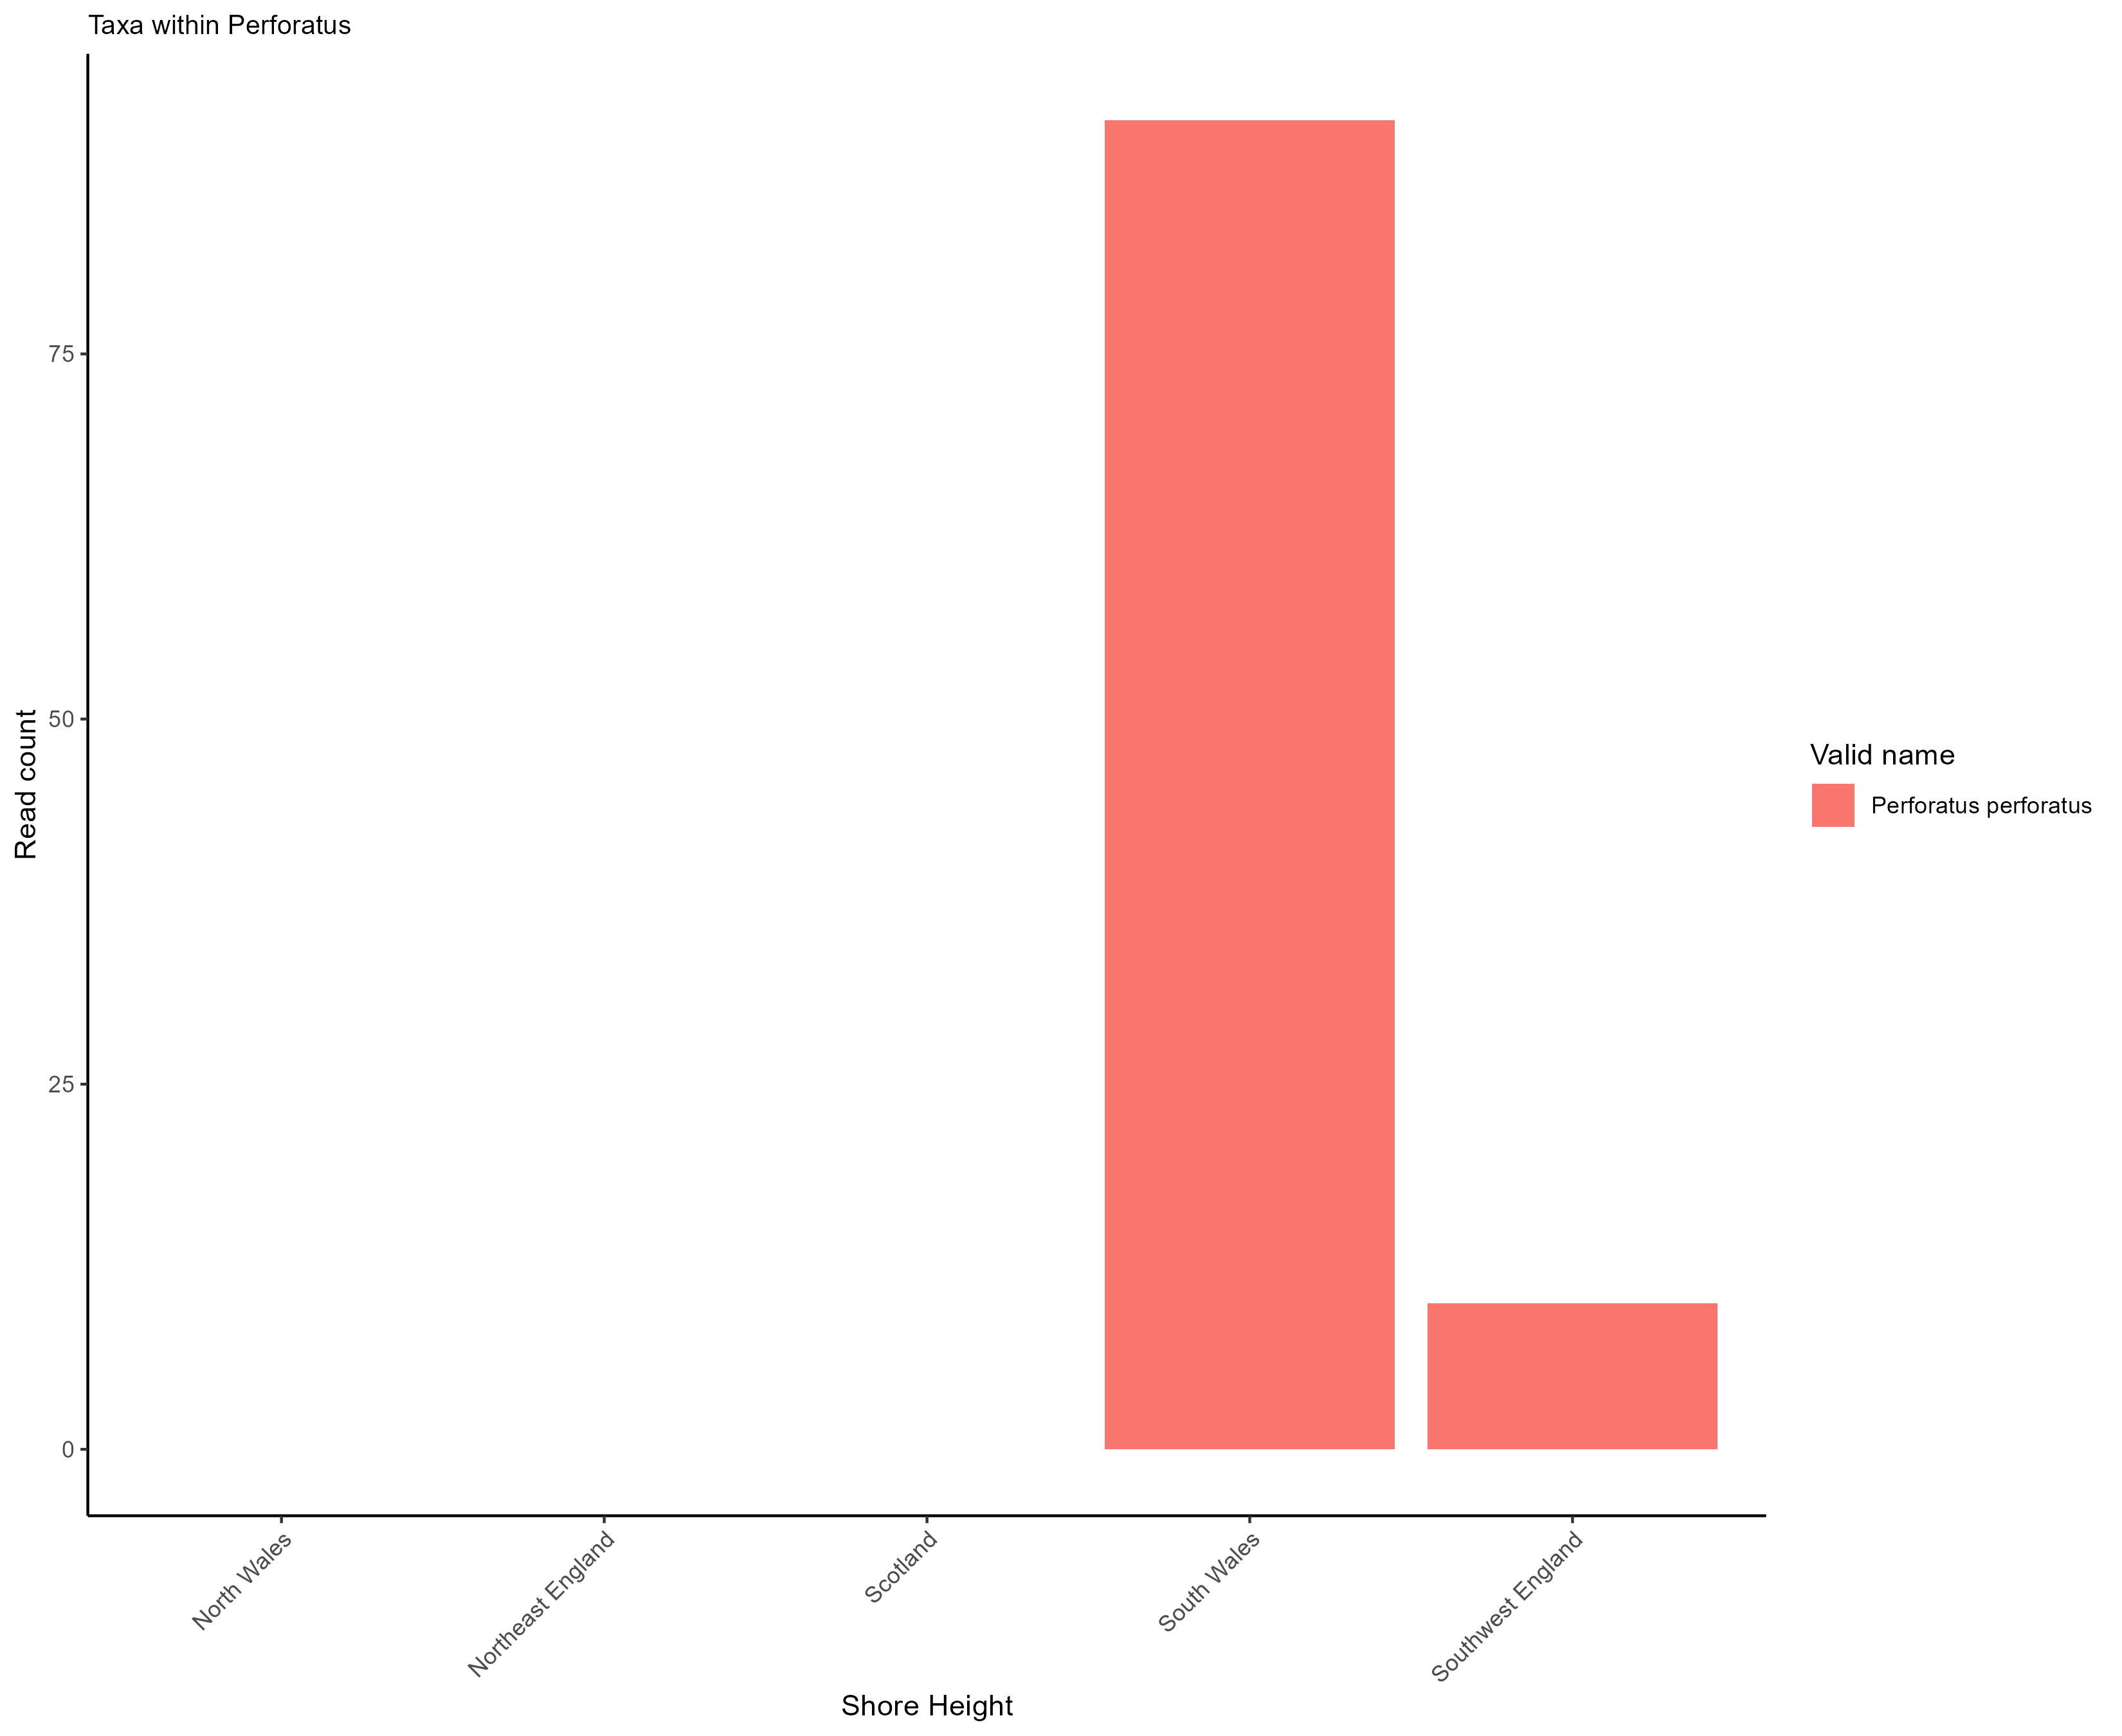 Taxa within Perforatus
Read count
75
50
25
0
North Wales
Northeast England
Scotland
South Wales
Southwest England
Shore Height
Valid name
Perforatus perforatus